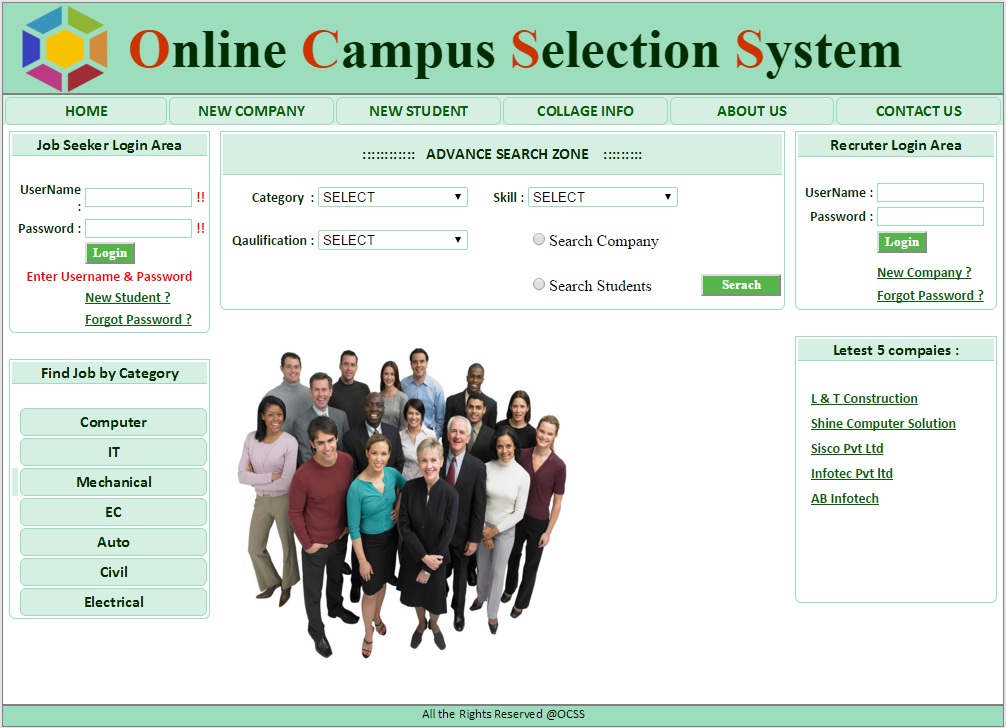 Online Campus Selection System
HOME
NEW COMPANY
NEW STUDENT
COLLAGE INFO
ABOUT US
CONTACT US
Job Seeker Login Area
UserName
:
!!
Password :
!!
Login
Enter Username & Password
New Student ?
Forgot Password ?
Find Job by Category
Computer
IT
Mechanical
EC
Auto
Civil
Electrical
:::::::::::: ADVANCE SEARCH ZONE :::::::::
Category : SELECT
Skill : SELECT
Qaulification : SELECT
Search Company
Search Students
Serach
Recruter Login Area
UserName :
Password :
Login
New Company ?
Forgot Password ?
Letest 5 compaies :
L & T Construction
Shine Computer Solution
Sisco Pvt Ltd
Infotec Pvt ltd
AB Infotech
All the Rights Reserved @OCSS